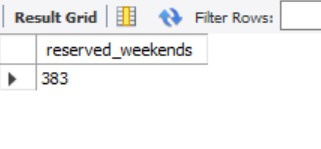 Result Grid Filter Rows:
reserved_weekends
383